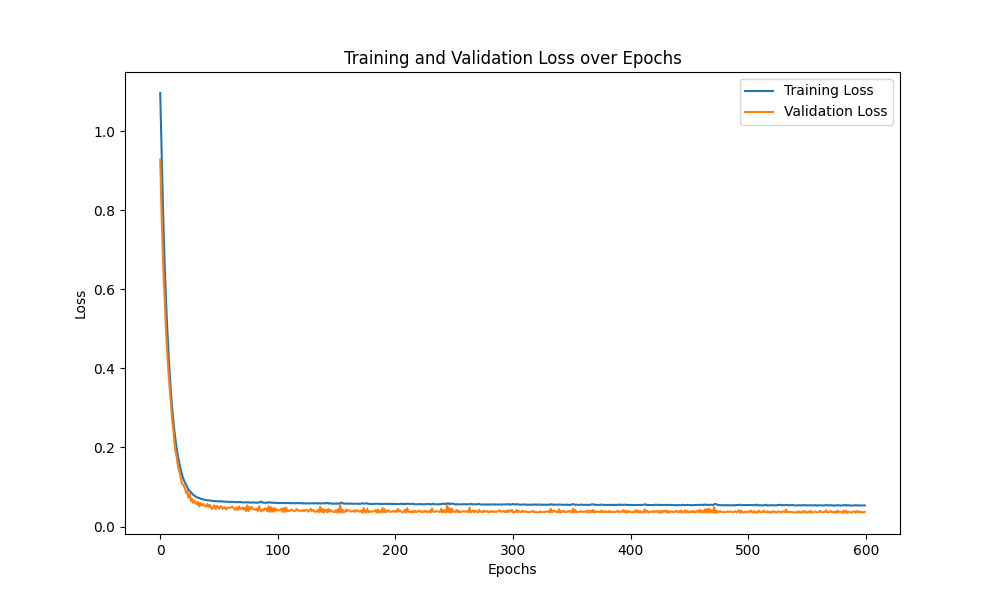 Training and Validation Loss over Epochs
Training Loss
Validation Loss
1.0
0.8
0.6
0.4
0.2
0.0
Loss
0 100 200 300 400 500 600
Epochs